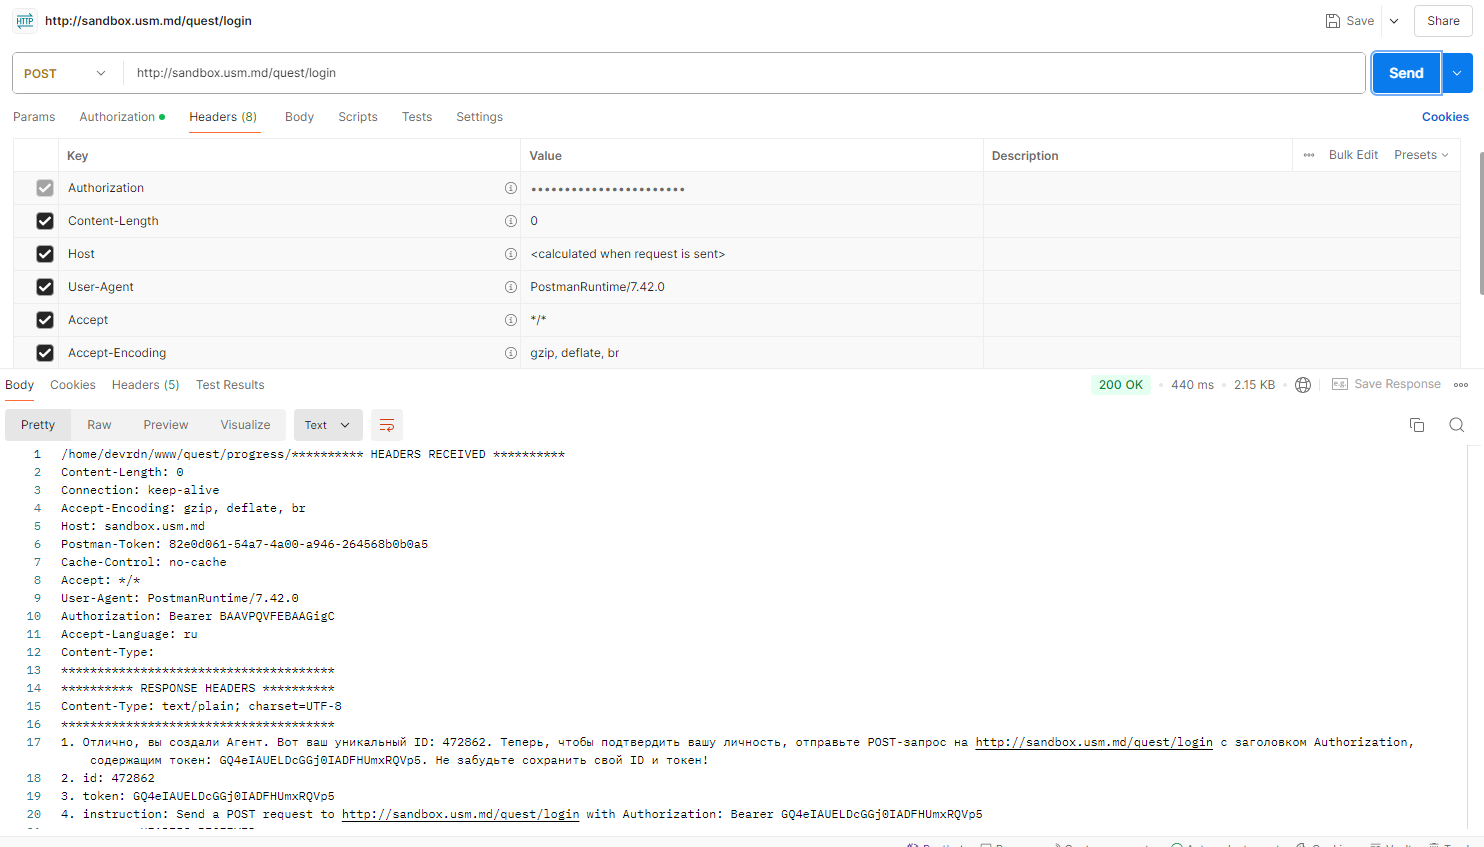 HTTP http://sandbox.usm.md/quest/login Save Share
POST http://sandbox.usm.md/quest/login Send
Params Authorization Headers (8) Body Scripts Tests Settings Cookies
Key Value Description Bulk Edit Presets
Authorization •••••••••••••••••••••••
Content-Length 0
Host <calculated when request is sent>
User-Agent PostmanRuntime/7.42.0
Accept */*
Accept-Encoding gzip, deflate, br
Body Cookies Headers (5) Test Results 200 OK 440 ms 2.15 KB e.g. Save Response
Pretty Raw Preview Visualize Text
1 /home/devrdn/www/quest/progress/********** HEADERS RECEIVED **********
2 Content-Length: 0
3 Connection: keep-alive
4 Accept-Encoding: gzip, deflate, br
5 Host: sandbox.usm.md
6 Postman-Token: 82e0d061-54a7-4a00-a946-264568b0b0a5
7 Cache-Control: no-cache
8 Accept: */*
9 User-Agent: PostmanRuntime/7.42.0
10 Authorization: Bearer BAAVPQVFEBAAGigC
11 Accept-Language: ru
12 Content-Type:
13 **************************************
14 ********** RESPONSE HEADERS **********
15 Content-Type: text/plain; charset=UTF-8
16 **************************************
17 1. Отлично, вы создали Агент. Вот ваш уникальный ID: 472862. Теперь, чтобы подтвердить вашу личность, отправьте POST-запрос на http://sandbox.usm.md/quest/login с заголовком Authorization,
содержащим токен: GQ4eIAUELDcGGj0IADFHUmxRQVp5. Не забудьте сохранить свой ID и токен!
18 2. id: 472862
19 3. token: GQ4eIAUELDcGGj0IADFHUmxRQVp5
20 4. instruction: Send a POST request to http://sandbox.usm.md/quest/login with Authorization: Bearer GQ4eIAUELDcGGj0IADFHUmxRQVp5